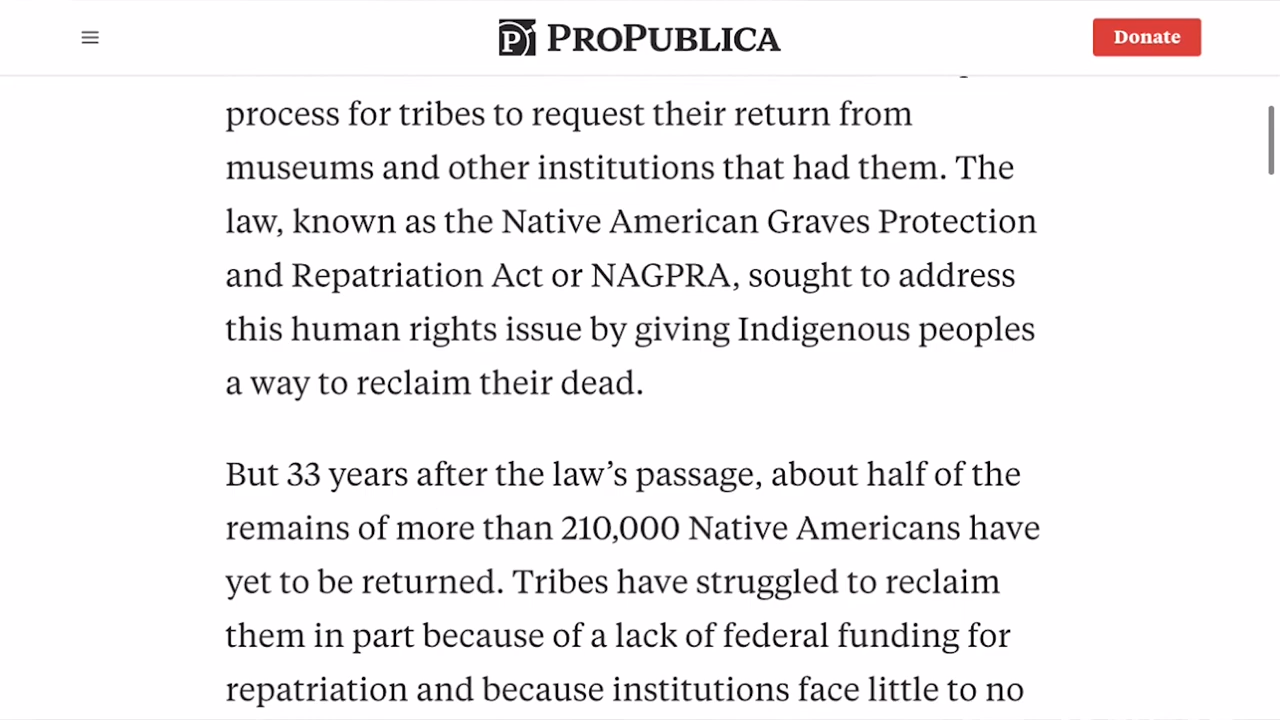 PROPUBLICA
Donate
process for tribes to request their return from
museums and other institutions that had them. The
law, known as the Native American Graves Protection
and Repatriation Act or NAGPRA, sought to address
this human rights issue by giving Indigenous peoples
a way to reclaim their dead.
But 33 years after the law’s passage, about half of the
remains of more than 210,000 Native Americans have
yet to be returned. Tribes have struggled to reclaim
them in part because of a lack of federal funding for
repatriation and because institutions face little to no